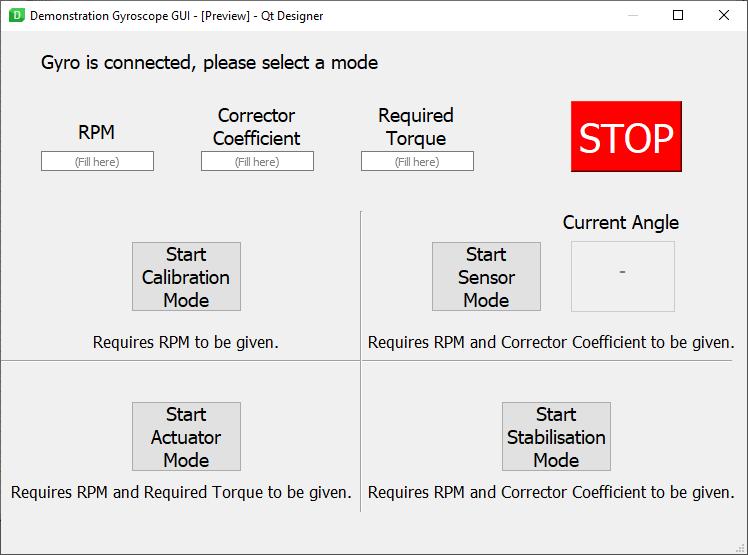 Demonstration Gyroscope GUI - [Preview] - Qt Designer
Gyro is connected, please select a mode
RPM
Corrector
Coefficient
Required
Torque
(Fill here)
(Fill here)
(Fill here)
STOP
Current Angle
-
Start
Calibration
Mode
Requires RPM to be given.
Start
Sensor
Mode
Requires RPM and Corrector Coefficient to be given.
Start
Actuator
Mode
Requires RPM and Required Torque to be given.
Start
Stabilisation
Mode
Requires RPM and Corrector Coefficient to be given.